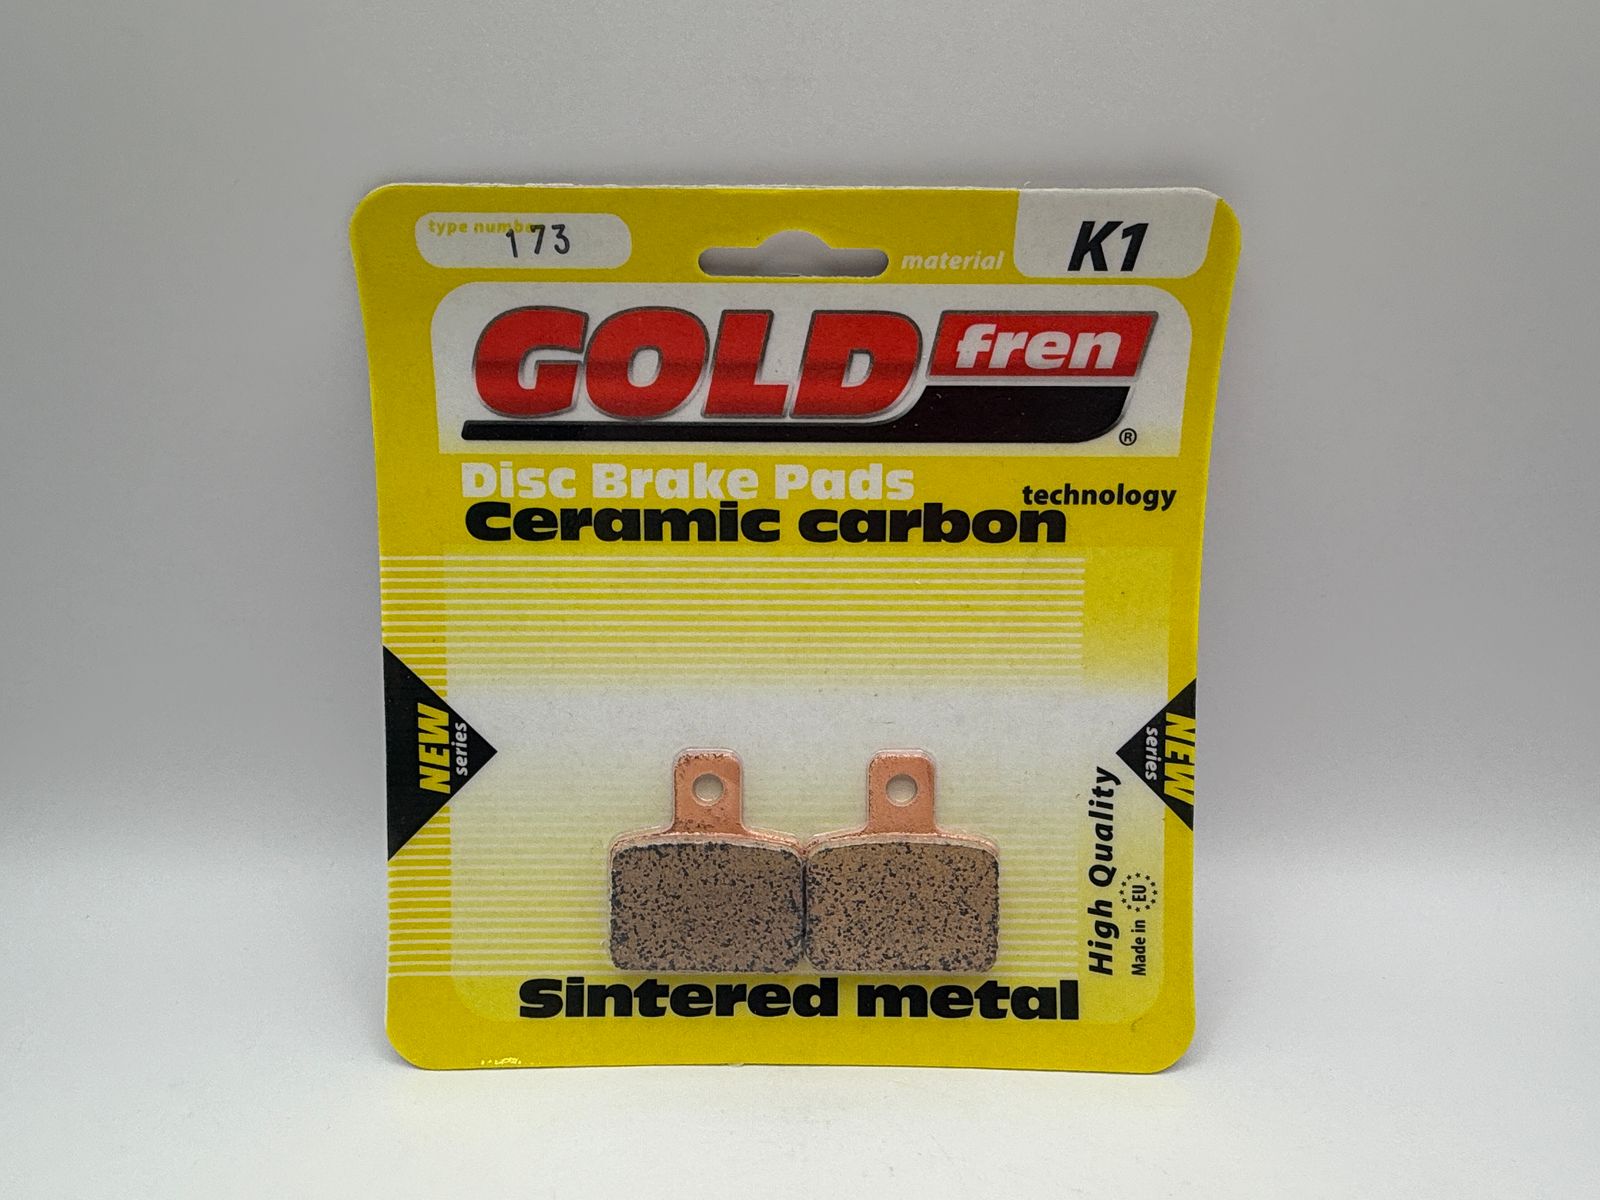 type number
173
material
K1
GOLD fren ®
Disc Brake Pads
Ceramic carbon technology
NEW
series
NEW
series
High Quality
Made in EU
Sintered metal